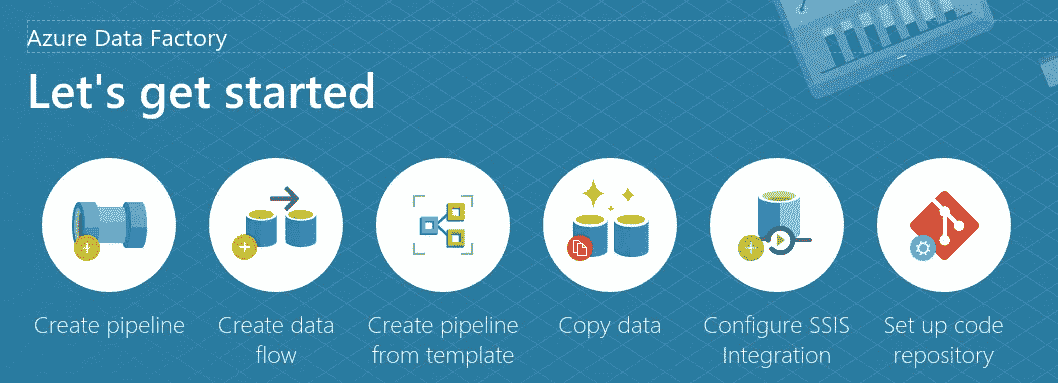 Azure Data Factory
Let's get started
Create pipeline
Create data
flow
Create pipeline
from template
Copy data
Configure SSIS
Integration
Set up code
repository